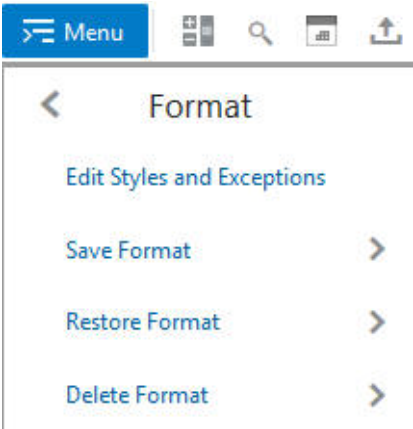 Menu
Format
Edit Styles and Exceptions
Save Format
Restore Format
Delete Format